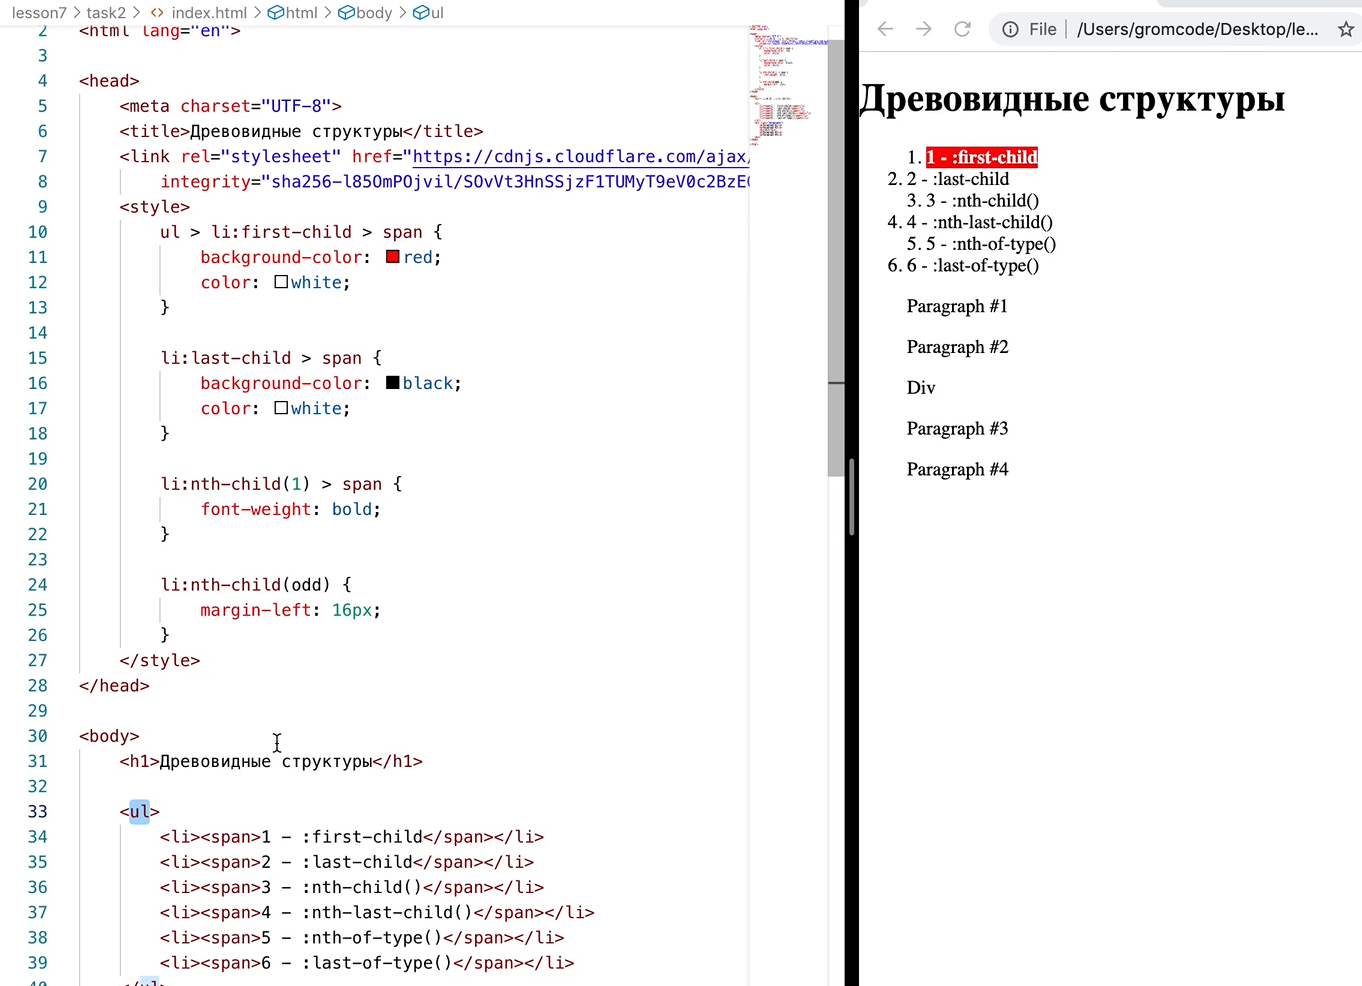 lesson7 > task2 > <> index.html > html > body > ul
2 <html lang="en">
3
4 <head>
5 <meta charset="UTF-8">
6 <title>Древовидные структуры</title>
7 <link rel="stylesheet" href="https://cdnjs.cloudflare.com/ajax/
8 integrity="sha256-l85OmPOjvil/SOvVt3HnSSjzF1TUMyT9eV0c2BzE
9 <style>
10 ul > li:first-child > span {
11 background-color: red;
12 color: white;
13 }
14
15 li:last-child > span {
16 background-color: black;
17 color: white;
18 }
19
20 li:nth-child(1) > span {
21 font-weight: bold;
22 }
23
24 li:nth-child(odd) {
25 margin-left: 16px;
26 }
27 </style>
28 </head>
29
30 <body>
31 <h1>Древовидные структуры</h1>
32
33 <ul>
34 <li><span>1 - :first-child</span></li>
35 <li><span>2 - :last-child</span></li>
36 <li><span>3 - :nth-child()</span></li>
37 <li><span>4 - :nth-last-child()</span></li>
38 <li><span>5 - :nth-of-type()</span></li>
39 <li><span>6 - :last-of-type()</span></li>
40 </ul>
File /Users/gromcode/Desktop/le...
Древовидные структуры
1. 1 - :first-child
2. 2 - :last-child
3. 3 - :nth-child()
4. 4 - :nth-last-child()
5. 5 - :nth-of-type()
6. 6 - :last-of-type()
Paragraph #1
Paragraph #2
Div
Paragraph #3
Paragraph #4